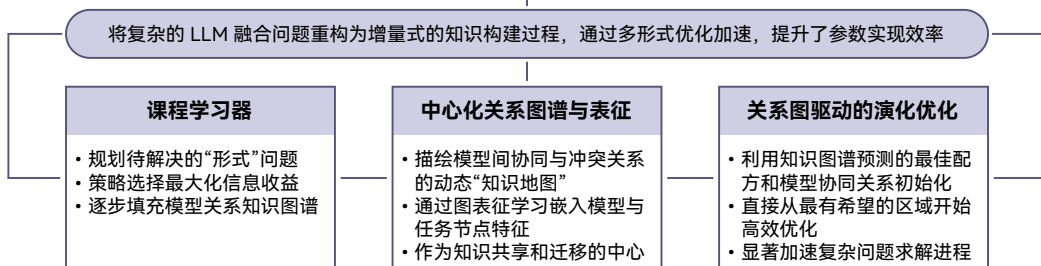 将复杂的 LLM 融合问题重构为增量式的知识构建过程，通过多形式优化加速，提升了参数实现效率
课程学习器
• 规划待解决的“形式”问题
• 策略选择最大化信息收益
• 逐步填充模型关系知识图谱
中心化关系图谱与表征
• 描绘模型间协同与冲突关系
的动态“知识地图”
• 通过图表征学习嵌入模型与
任务节点特征
• 作为知识共享和迁移的中心
关系图驱动的演化优化
• 利用知识图谱预测的最佳配
方和模型协同关系初始化
• 直接从最有希望的区域开始
高效优化
• 显著加速复杂问题求解进程